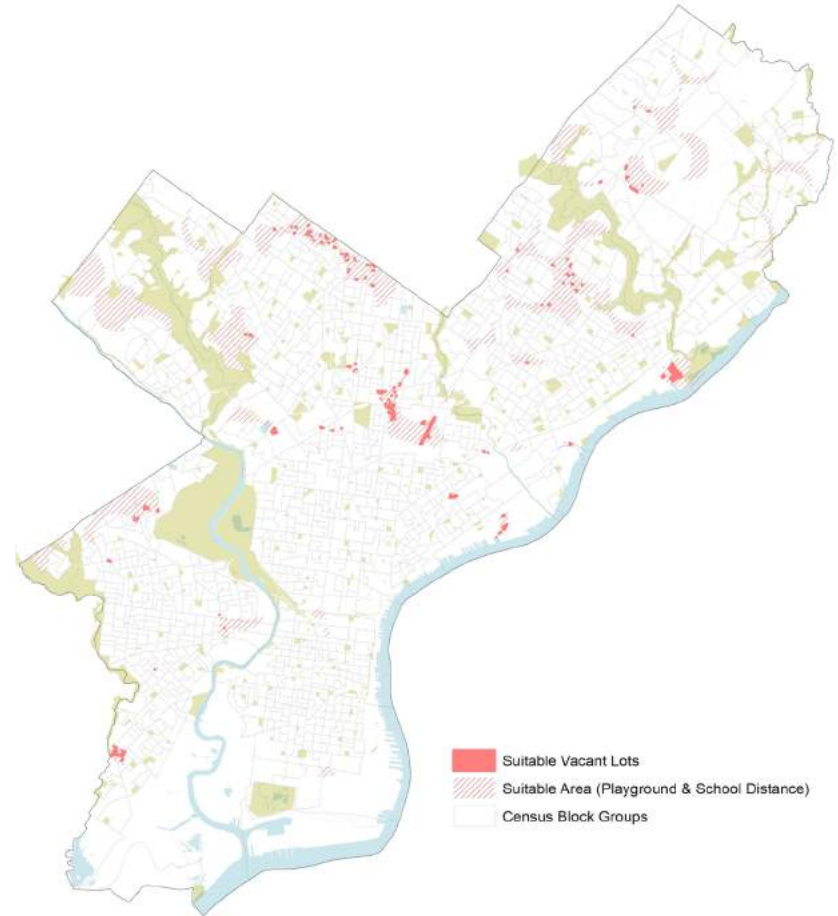 Suitable Vacant Lots
Suitable Area (Playground & School Distance)
Census Block Groups